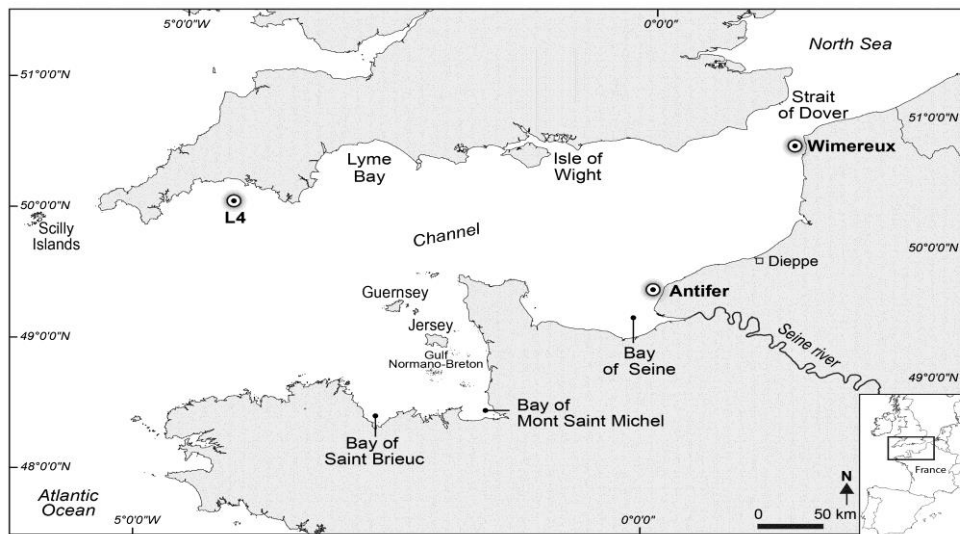 5°0'0"W
0°0'0"
North Sea
51°0'0"N
Strait
of Dover
51°0'0"N
Wimereux
Lyme
Bay
Isle of
Wight
50°0'0"N
L4
Scilly
Islands
Channel
50°0'0"N
Dieppe
Guernsey
Antifer
Jersey
49°0'0"N
Gulf
Normano-Breton
Seine river
Bay
of Seine
49°0'0"N
Bay of
Mont Saint Michel
Bay of
Saint Brieuc
France
48°0'0"N
Atlantic
Ocean
N
5°0'0"W
0°0'0"
0
50 km